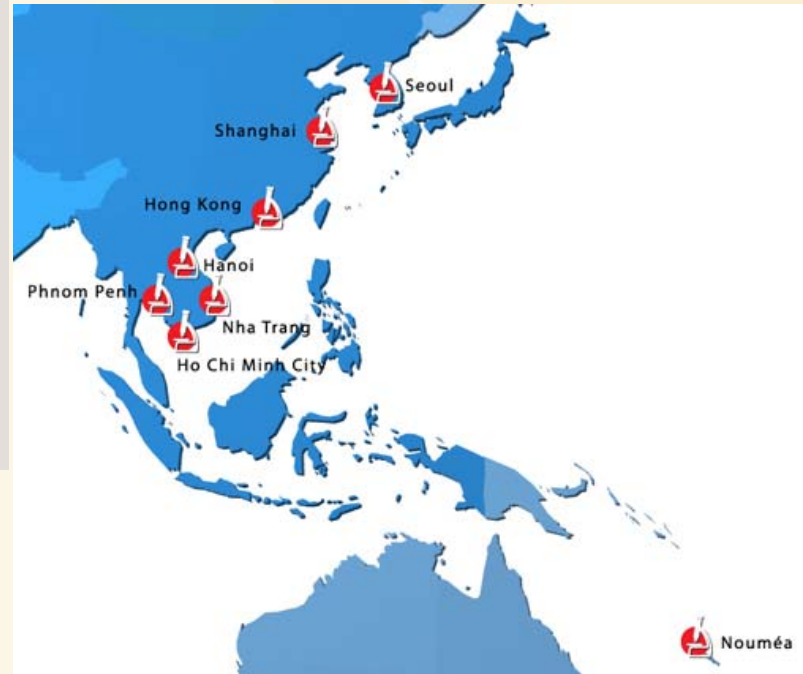 Seoul
Shanghai
Hong Kong
Hanoi
Phnom Penh
Nha Trang
Ho Chi Minh City
Nouméa